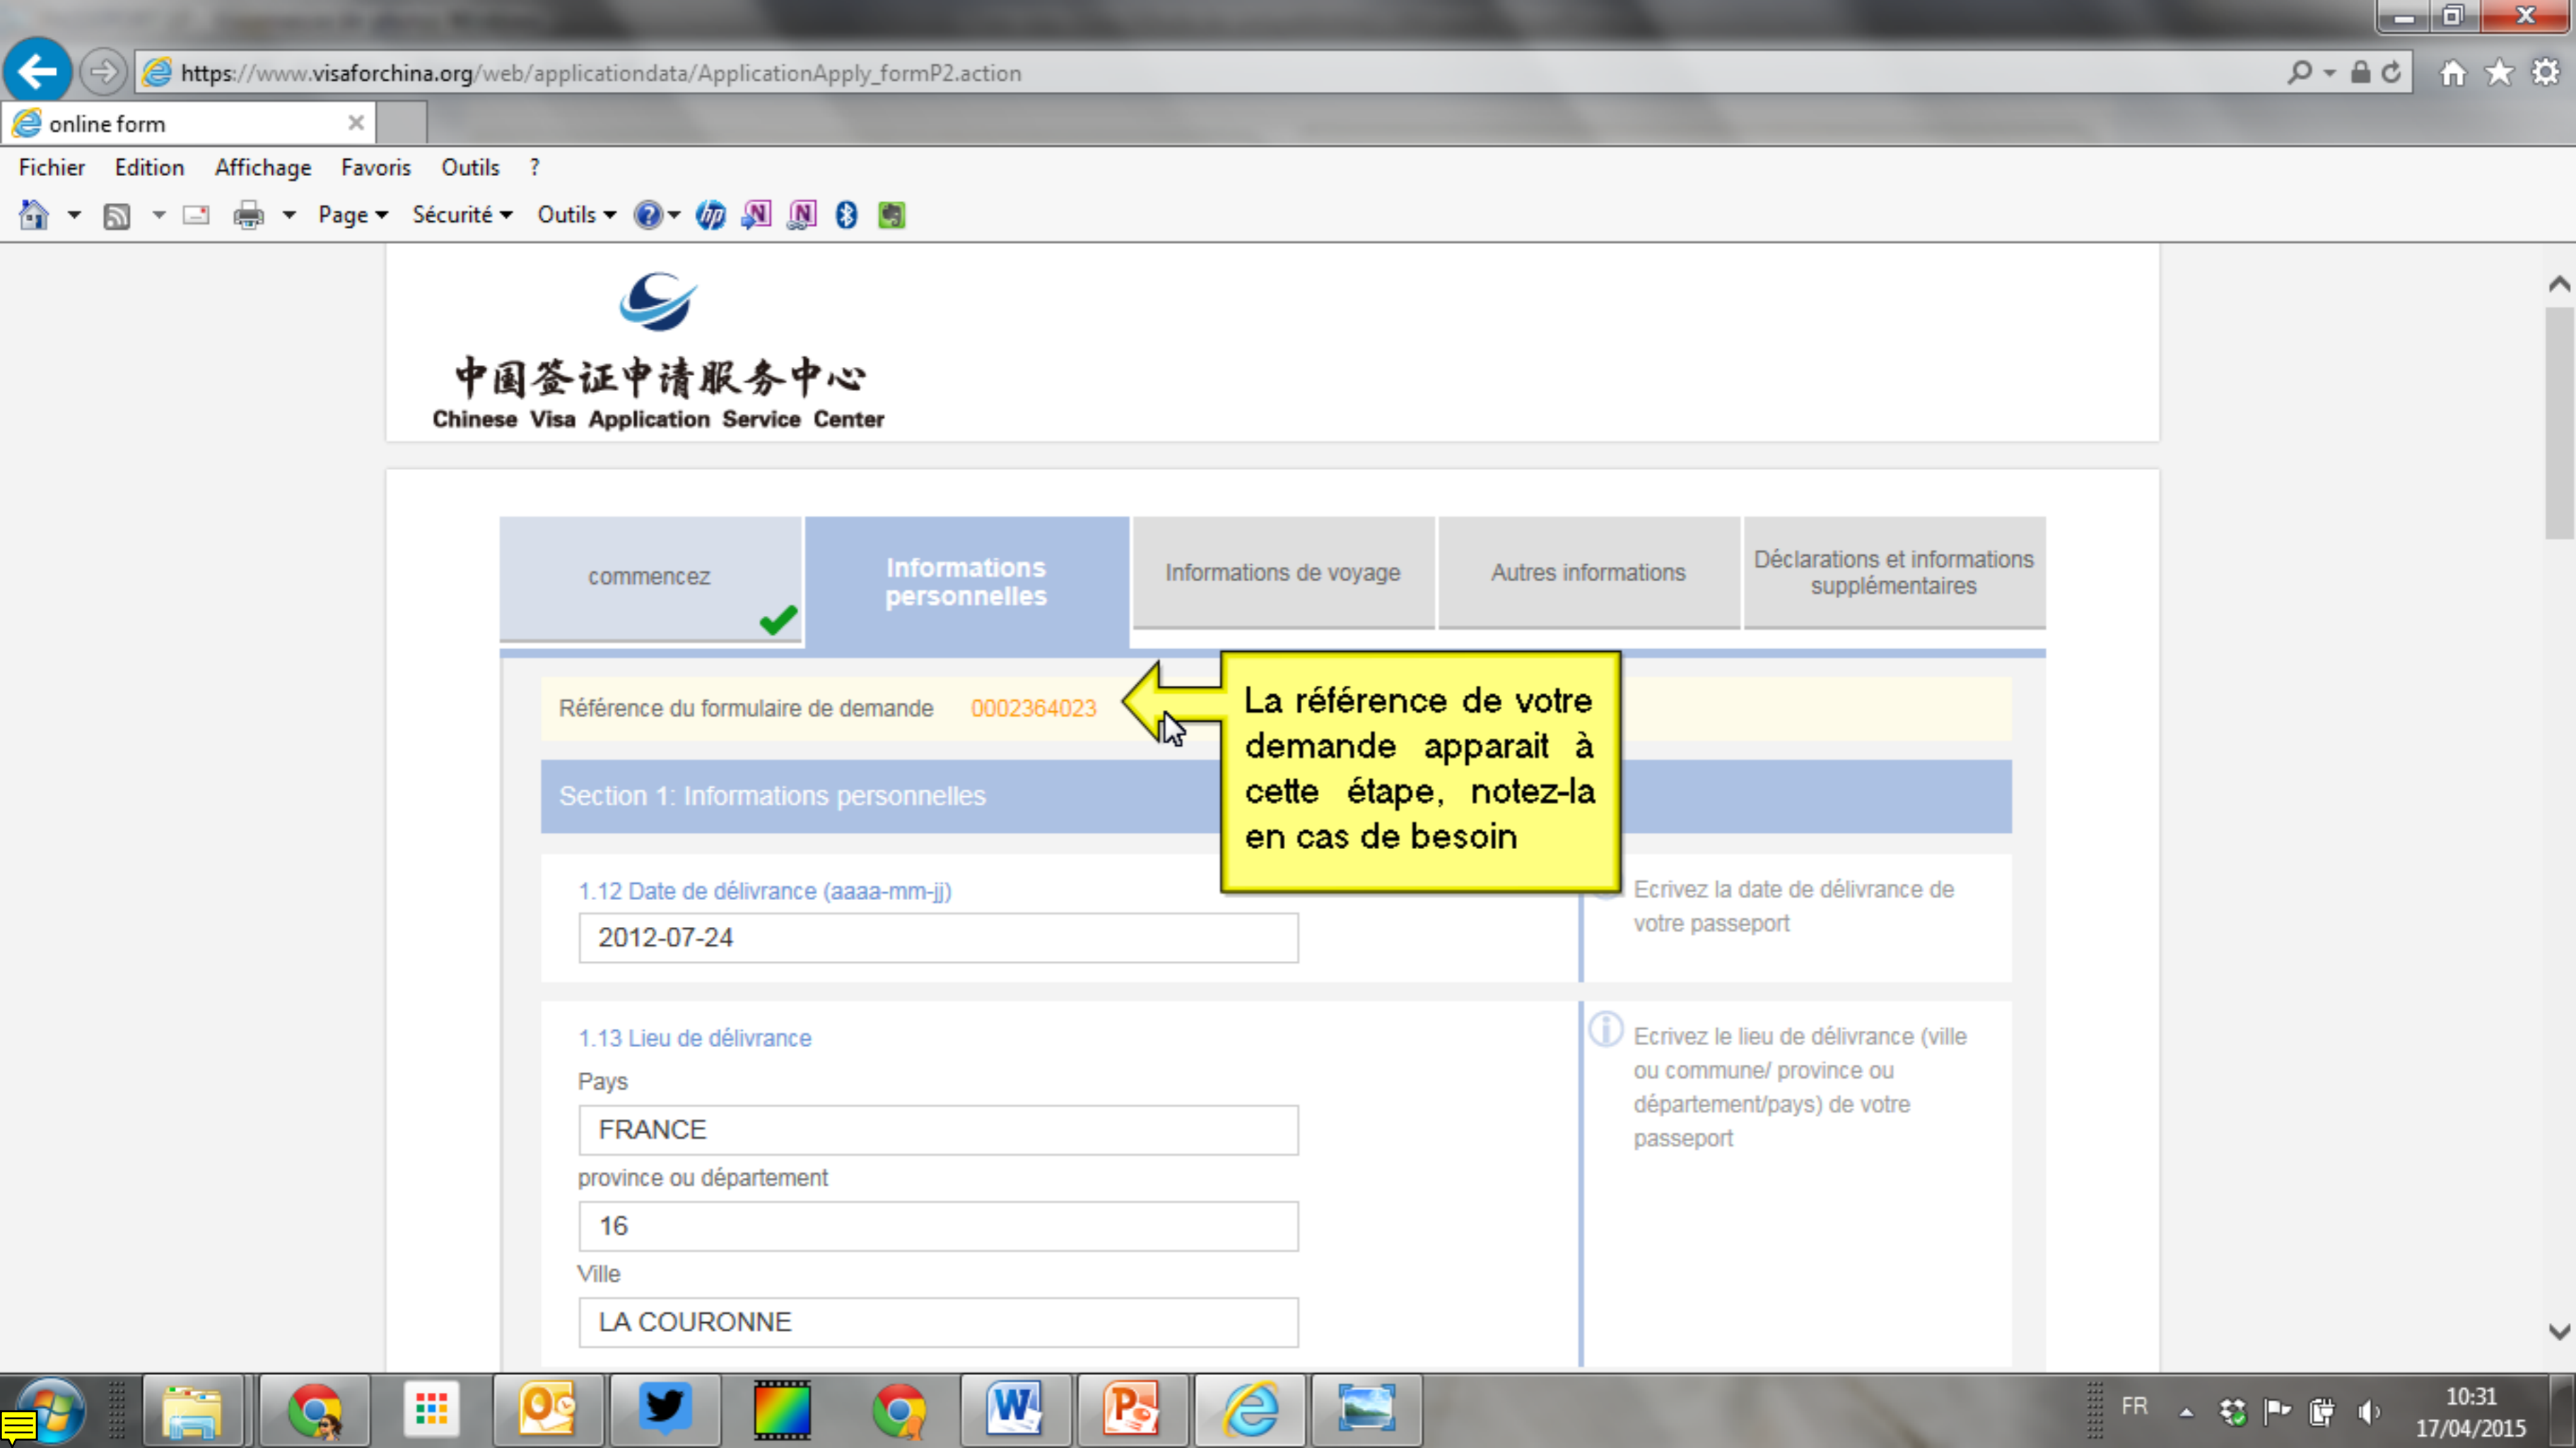 https://www.visaforchina.org/web/applicationdata/ApplicationApply_formP2.action
online form
Fichier Edition Affichage Favoris Outils ?
Page Sécurité Outils
中国签证申请服务中心
Chinese Visa Application Service Center
commencez
Informations
personnelles
Informations de voyage
Autres informations
Déclarations et informations
supplémentaires
Référence du formulaire de demande 0002364023
La référence de votre
demande apparait à
cette étape, notez-la
en cas de besoin
Section 1: Informations personnelles
1.12 Date de délivrance (aaaa-mm-jj)
2012-07-24
Ecrivez la date de délivrance de
votre passeport
1.13 Lieu de délivrance
Pays
FRANCE
province ou département
16
Ville
LA COURONNE
Ecrivez le lieu de délivrance (ville
ou commune/ province ou
département/pays) de votre
passeport
FR
10:31
17/04/2015